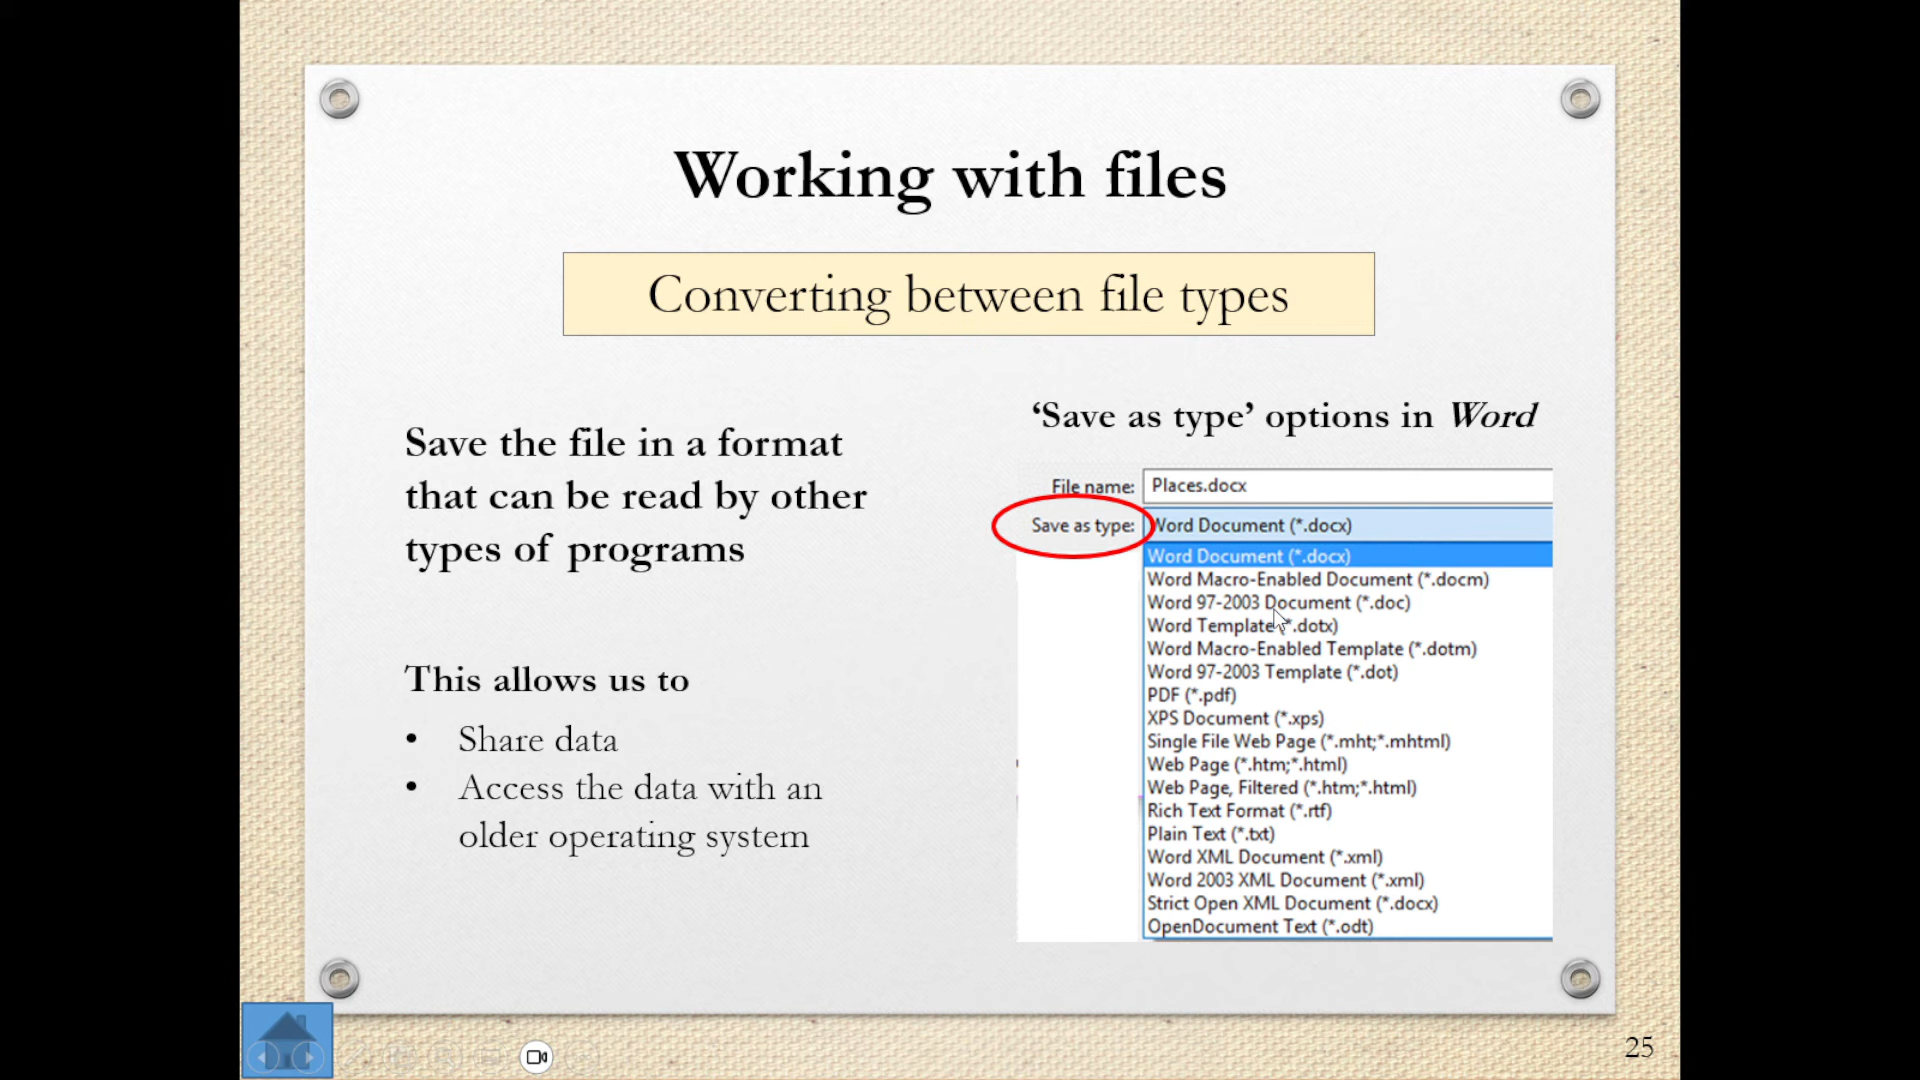 Working with files
Converting between file types
Save the file in a format
that can be read by other
types of programs
This allows us to
• Share data
• Access the data with an
older operating system
‘Save as type’ options in Word
File name: Places.docx
Save as type: Word Document (*.docx)
Word Document (*.docx)
Word Macro-Enabled Document (*.docm)
Word 97-2003 Document (*.doc)
Word Template (*.dotx)
Word Macro-Enabled Template (*.dotm)
Word 97-2003 Template (*.dot)
PDF (*.pdf)
XPS Document (*.xps)
Single File Web Page (*.mht;*.mhtml)
Web Page (*.htm;*.html)
Web Page, Filtered (*.htm;*.html)
Rich Text Format (*.rtf)
Plain Text (*.txt)
Word XML Document (*.xml)
Word 2003 XML Document (*.xml)
Strict Open XML Document (*.docx)
OpenDocument Text (*.odt)
25